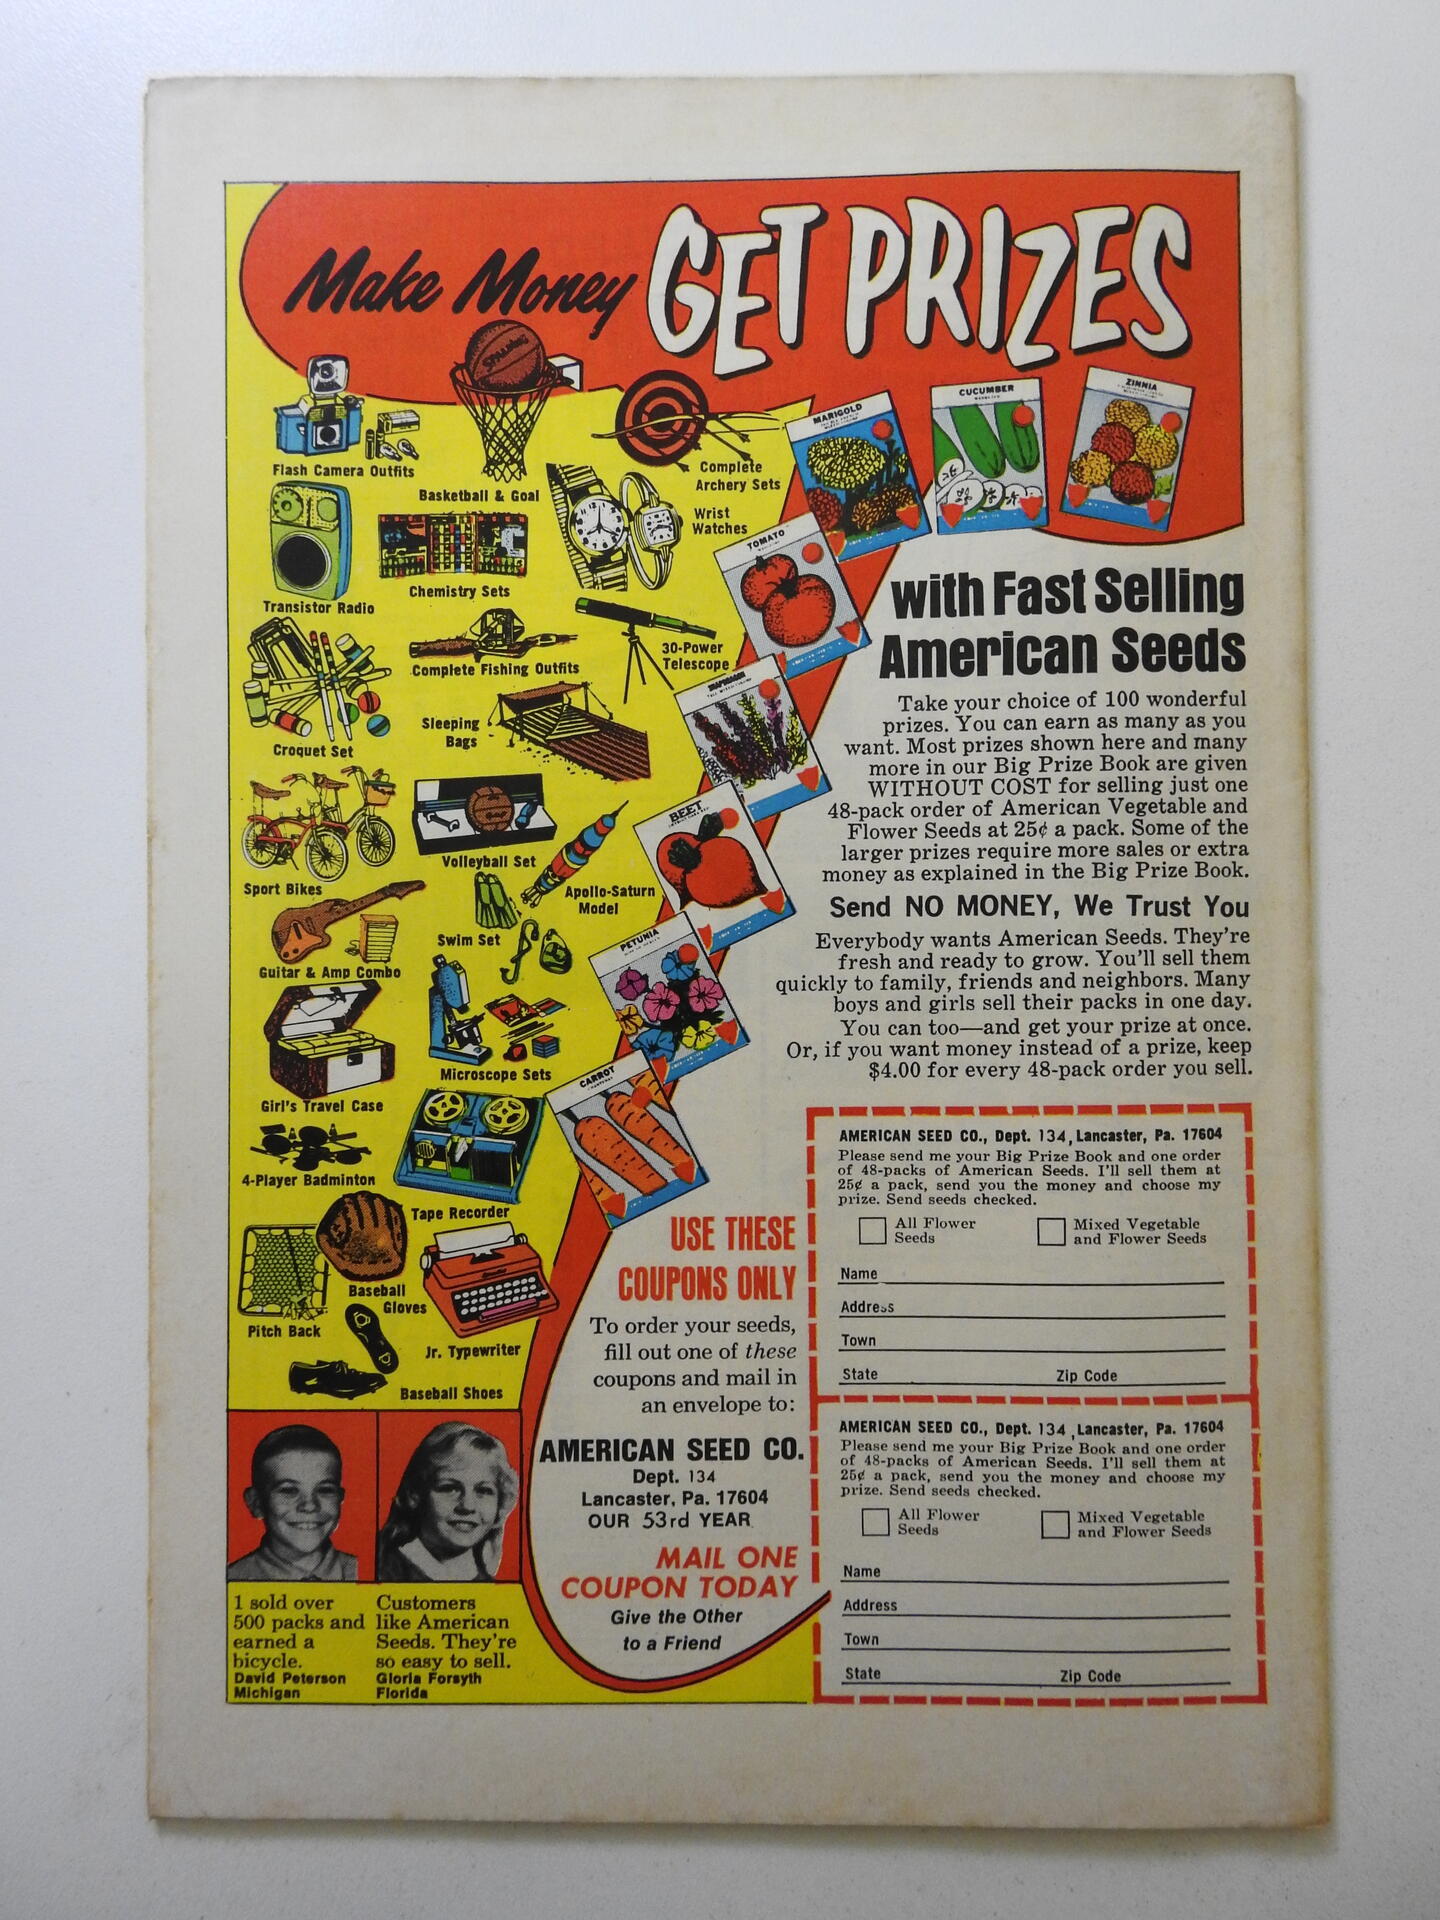 Make Money GET PRIZES
SPALDING
Flash Camera Outfits
Basketball & Goal
Complete
Archery Sets
Wrist
Watches
Transistor Radio
Chemistry Sets
Complete Fishing Outfits
30-Power
Telescope
Croquet Set
Sleeping
Bags
Sport Bikes
Volleyball Set
Apollo-Saturn
Model
Swim Set
Guitar & Amp Combo
Microscope Sets
Girl's Travel Case
4-Player Badminton
Tape Recorder
Pitch Back
Baseball
Gloves
Jr. Typewriter
Baseball Shoes
MARIGOLD
CUCUMBER
ZINNIA
TOMATO
BEET
PETUNIA
CARROT
with Fast Selling
American Seeds
Take your choice of 100 wonderful
prizes. You can earn as many as you
want. Most prizes shown here and many
more in our Big Prize Book are given
WITHOUT COST for selling just one
48-pack order of American Vegetable and
Flower Seeds at 25¢ a pack. Some of the
larger prizes require more sales or extra
money as explained in the Big Prize Book.
Send NO MONEY, We Trust You
Everybody wants American Seeds. They're
fresh and ready to grow. You'll sell them
quickly to family, friends and neighbors. Many
boys and girls sell their packs in one day.
You can too—and get your prize at once.
Or, if you want money instead of a prize, keep
$4.00 for every 48-pack order you sell.
USE THESE
COUPONS ONLY
To order your seeds,
fill out one of these
coupons and mail in
an envelope to:
AMERICAN SEED CO.
Dept. 134
Lancaster, Pa. 17604
OUR 53rd YEAR
MAIL ONE
COUPON TODAY
Give the Other
to a Friend
AMERICAN SEED CO., Dept. 134, Lancaster, Pa. 17604
Please send me your Big Prize Book and one order
of 48-packs of American Seeds. I'll sell them at
25¢ a pack, send you the money and choose my
prize. Send seeds checked.
All Flower
Seeds
Mixed Vegetable
and Flower Seeds
Name
Address
Town
State Zip Code
AMERICAN SEED CO., Dept. 134, Lancaster, Pa. 17604
Please send me your Big Prize Book and one order
of 48-packs of American Seeds. I'll sell them at
25¢ a pack, send you the money and choose my
prize. Send seeds checked.
All Flower
Seeds
Mixed Vegetable
and Flower Seeds
Name
Address
Town
State Zip Code
I sold over
500 packs and
earned a
bicycle.
David Peterson
Michigan
Customers
like American
Seeds. They're
so easy to sell.
Gloria Forsyth
Florida